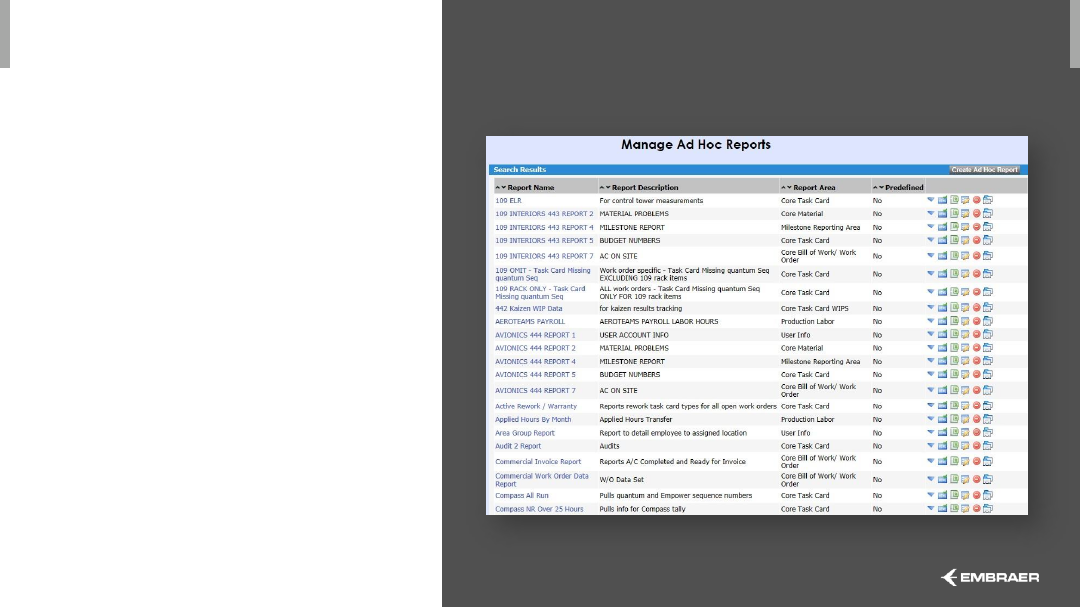 Manage Ad Hoc Reports
Search Results Create Ad Hoc Report
Report Name Report Description Report Area Predefined
109 ELR For control tower measurements Core Task Card No
109 INTERIORS 443 REPORT 2 MATERIAL PROBLEMS Core Material No
109 INTERIORS 443 REPORT 4 MILESTONE REPORT Milestone Reporting Area No
109 INTERIORS 443 REPORT 5 BUDGET NUMBERS Core Task Card No
109 INTERIORS 443 REPORT 7 AC ON SITE Core Bill of Work/ Work No
Order
109 OMIT - Task Card Missing Work order specific - Task Card Missing quantum Seq Core Task Card No
quantum Seq EXCLUDING 109 rack items
109 RACK ONLY - Task Card ALL work orders - Task Card Missing quantum Seq Core Task Card No
Missing quantum Seq ONLY FOR 109 rack items
442 Kaizen WIP Data for kaizen results tracking Core Task Card WIPS No
AEROTEAMS PAYROLL AEROTEAMS PAYROLL LABOR HOURS Production Labor No
AVIONICS 444 REPORT 1 USER ACCOUNT INFO User Info No
AVIONICS 444 REPORT 2 MATERIAL PROBLEMS Core Material No
AVIONICS 444 REPORT 4 MILESTONE REPORT Milestone Reporting Area No
AVIONICS 444 REPORT 5 BUDGET NUMBERS Core Task Card No
AVIONICS 444 REPORT 7 AC ON SITE Core Bill of Work/ Work No
Order
Active Rework / Warranty Reports rework task card types for all open work orders Core Task Card No
Applied Hours By Month Applied Hours Transfer Production Labor No
Area Group Report Report to detail employee to assigned location User Info No
Audit 2 Report Audits Core Task Card No
Commercial Invoice Report Reports A/C Completed and Ready for Invoice Core Bill of Work/ Work No
Order
Commercial Work Order Data W/O Data Set Core Bill of Work/ Work No
Report Order
Compass All Run Pulls quantum and Empower sequence numbers Core Task Card No
Compass NR Over 25 Hours Pulls info for Compass tally Core Task Card No
EMBRAER